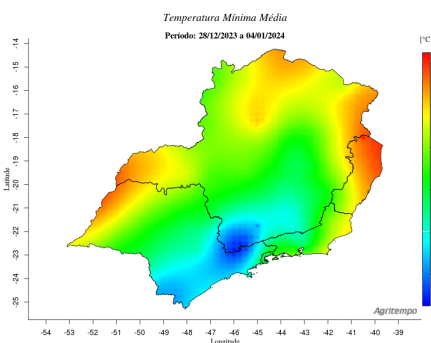 Temperatura Mínima Média
Período: 28/12/2023 a 04/01/2024
[°C
-14
-15
-16
-17
-18
-19
-20
-21
-22
-23
-24
-25
Latitude
Agritempo
-54 -53 -52 -51 -50 -49 -48 -47 -46 -45 -44 -43 -42 -41 -40 -39
Longitude